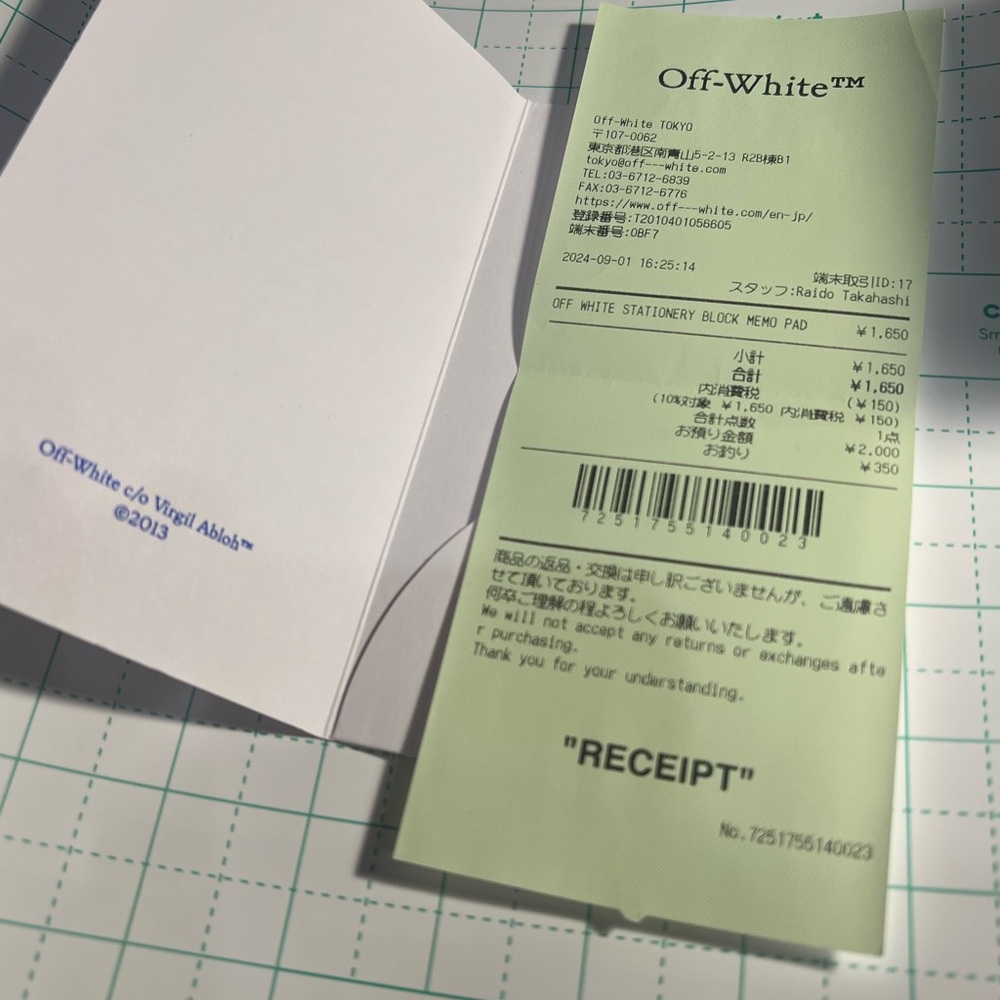 Off-White™
Off-White TOKYO
〒107-0062
東京都港区南青山5-2-13 R2B棟B1
tokyo@off---white.com
TEL:03-6712-6839
FAX:03-6712-6776
https://www.off---white.com/en-jp/
登録番号:T2010401056605
端末番号:0BF7
2024-09-01 16:25:14
端末取引ID:17
スタッフ:Raido Takahashi
OFF WHITE STATIONERY BLOCK MEMO PAD ¥1,650
小計 ¥1,650
合計 ¥1,650
内消費税 (¥150)
(10%対象 ¥1,650 内消費税 ¥150)
合計点数 1点
お預り金額 ¥2,000
お釣り ¥350
7251755140023
商品の返品・交換は申し訳ございませんが、ご遠慮さ
せて頂いております。
何卒ご理解の程よろしくお願いいたします。
We will not accept any returns or exchanges afte
r purchasing.
Thank you for your understanding.
"RECEIPT"
No.7251755140023
Off-White c/o Virgil Abloh™
©2013